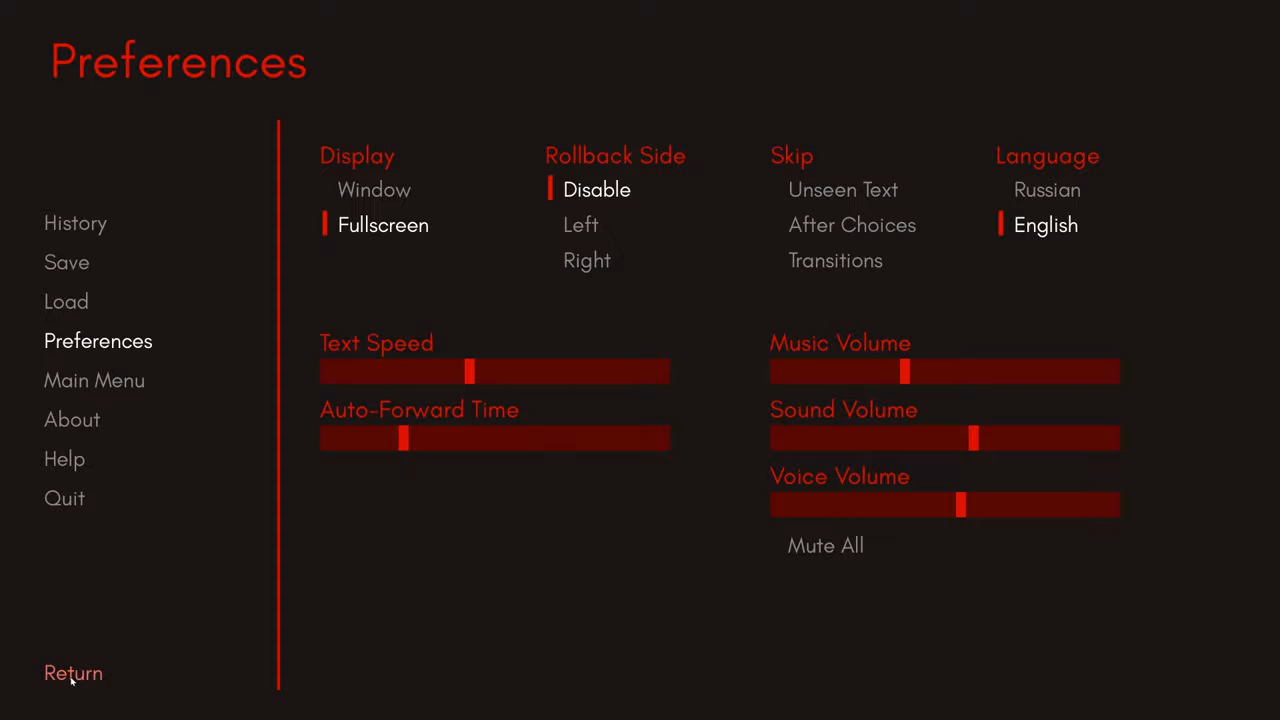 Preferences
History
Save
Load
Preferences
Main Menu
About
Help
Quit
Return
Display
Window
Fullscreen
Rollback Side
Disable
Left
Right
Skip
Unseen Text
After Choices
Transitions
Language
Russian
English
Text Speed
Auto-Forward Time
Music Volume
Sound Volume
Voice Volume
Mute All